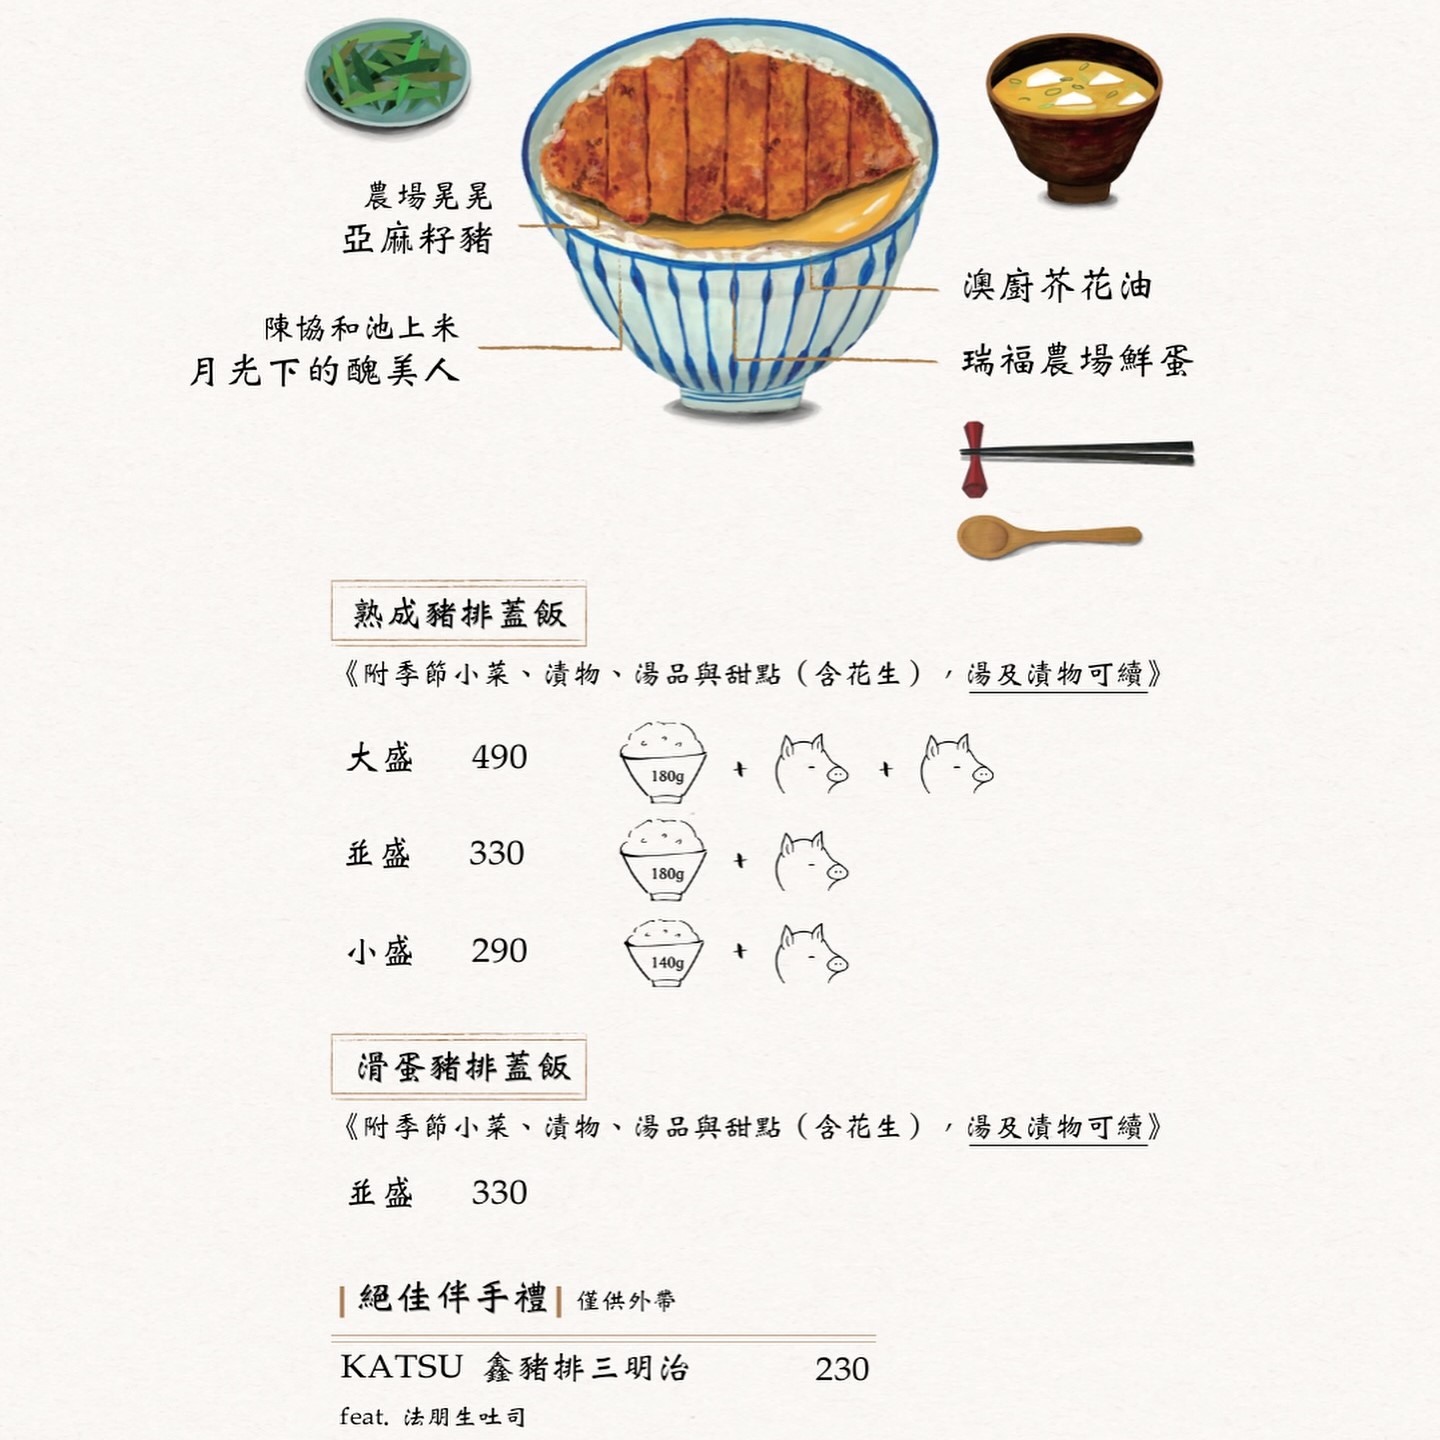 農場晃晃
亞麻籽豬
陳協和池上米
月光下的醜美人
澳廚芥花油
瑞福農場鮮蛋
熟成豬排蓋飯
《附季節小菜、漬物、湯品與甜點（含花生），湯及漬物可續》
大盛 490 180g + +
並盛 330 180g +
小盛 290 140g +
滑蛋豬排蓋飯
《附季節小菜、漬物、湯品與甜點（含花生），湯及漬物可續》
並盛 330
|絕佳伴手禮| 僅供外帶
KATSU 鑫豬排三明治 230
feat. 法朋生吐司